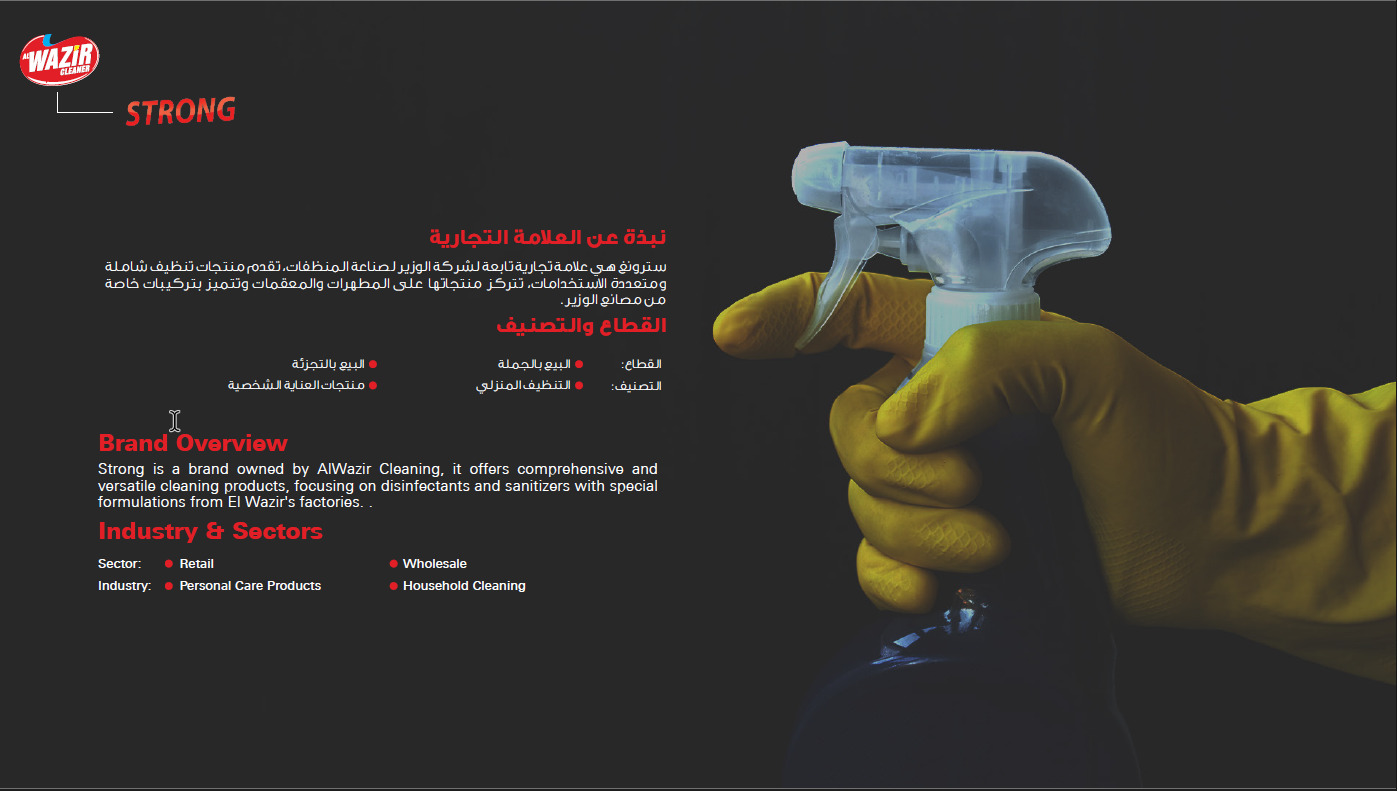 AL
WAZIR
CLEANER
STRONG
نبذة عن العلامة التجارية
سترونغ هي علامة تجارية تابعة لشركة الوزير لصناعة المنظفات، تقدم منتجات تنظيف شاملة
ومتعددة الاستخدامات، تتركز منتجاتها على المطهرات والمعقمات وتتميز بتركيبات خاصة
من مصانع الوزير.
القطاع والتصنيف
القطاع: ● البيع بالجملة ● البيع بالتجزئة
التصنيف: ● التنظيف المنزلي ● منتجات العناية الشخصية
Brand Overview
Strong is a brand owned by AlWazir Cleaning, it offers comprehensive and
versatile cleaning products, focusing on disinfectants and sanitizers with special
formulations from El Wazir's factories. .
Industry & Sectors
Sector: ● Retail ● Wholesale
Industry: ● Personal Care Products ● Household Cleaning